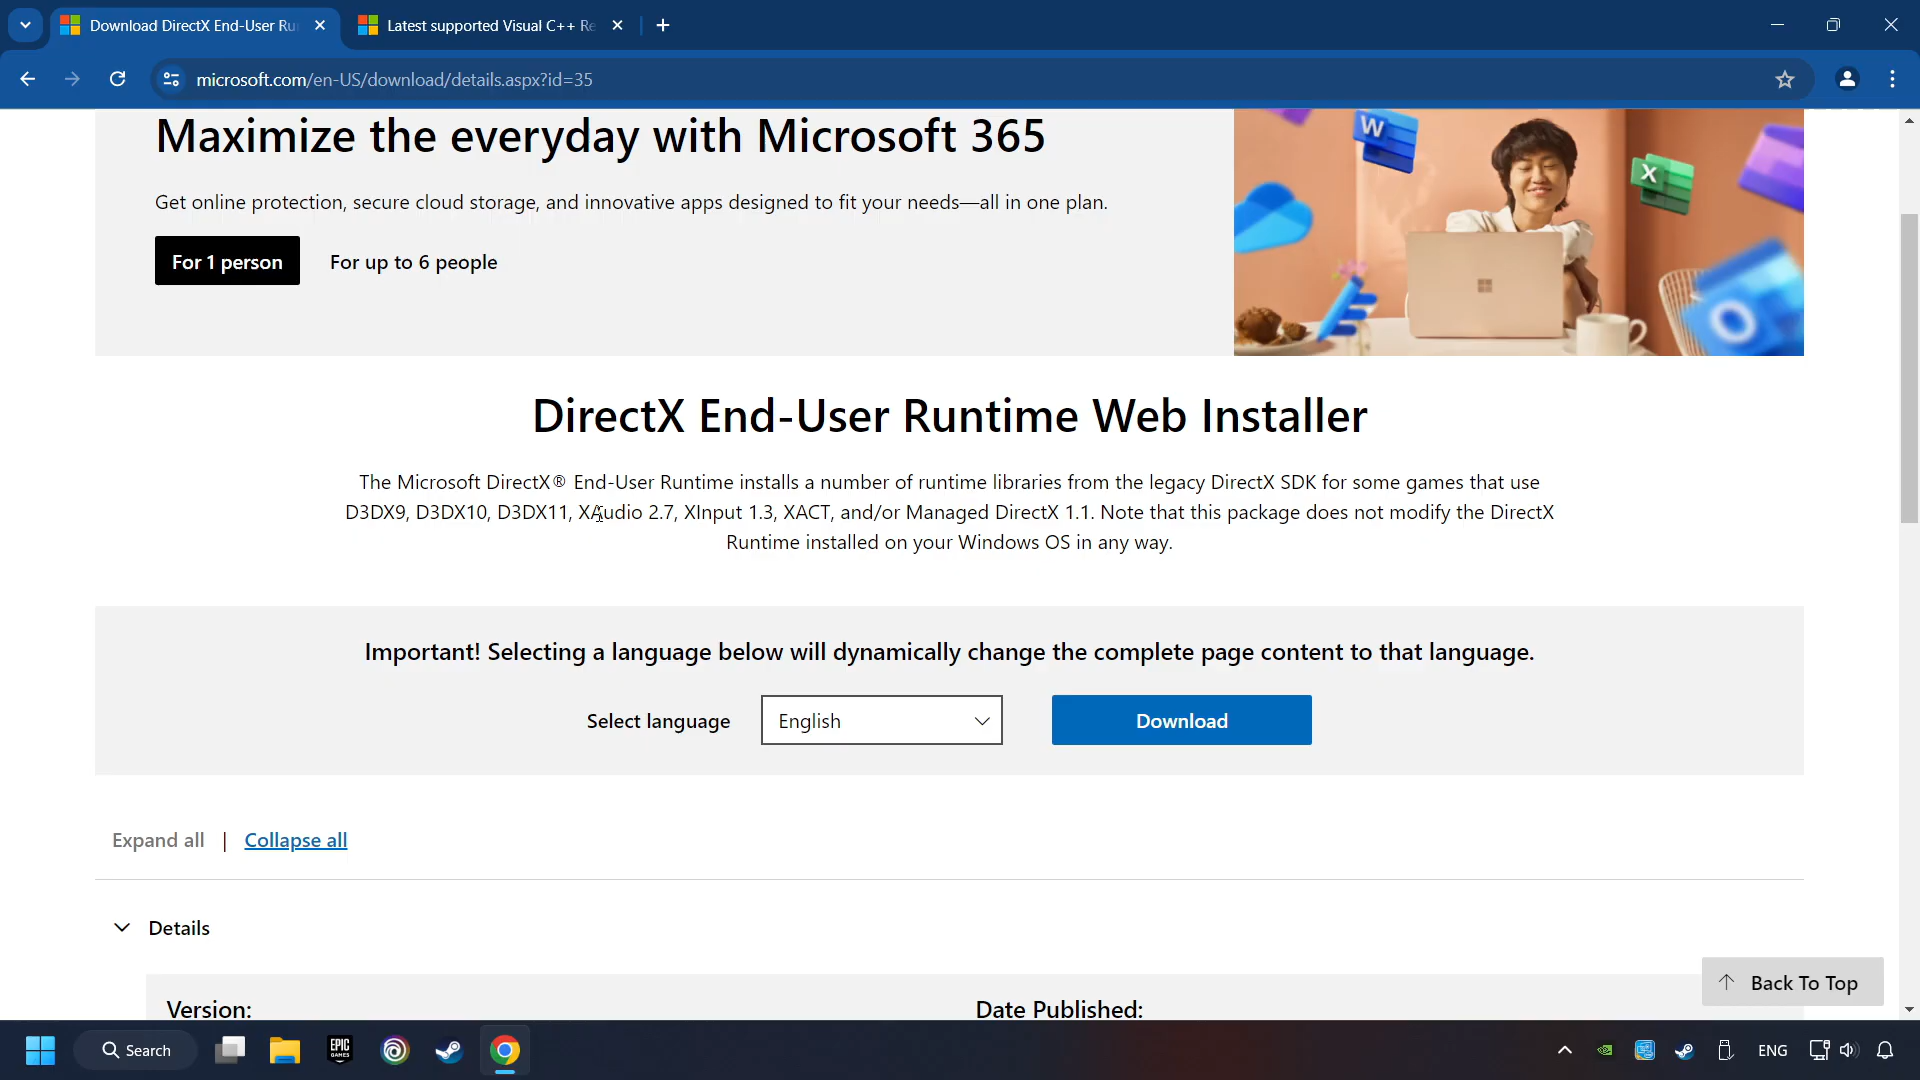 Download DirectX End-User Ru
Latest supported Visual C++ Re
microsoft.com/en-US/download/details.aspx?id=35
Maximize the everyday with Microsoft 365
Get online protection, secure cloud storage, and innovative apps designed to fit your needs—all in one plan.
For 1 person
For up to 6 people
W
X
O
DirectX End-User Runtime Web Installer
The Microsoft DirectX® End-User Runtime installs a number of runtime libraries from the legacy DirectX SDK for some games that use
D3DX9, D3DX10, D3DX11, XAudio 2.7, XInput 1.3, XACT, and/or Managed DirectX 1.1. Note that this package does not modify the DirectX
Runtime installed on your Windows OS in any way.
Important! Selecting a language below will dynamically change the complete page content to that language.
Select language
English
Download
Expand all | Collapse all
Details
Back To Top
Version:
Date Published:
Search
EPIC
GAMES
ENG